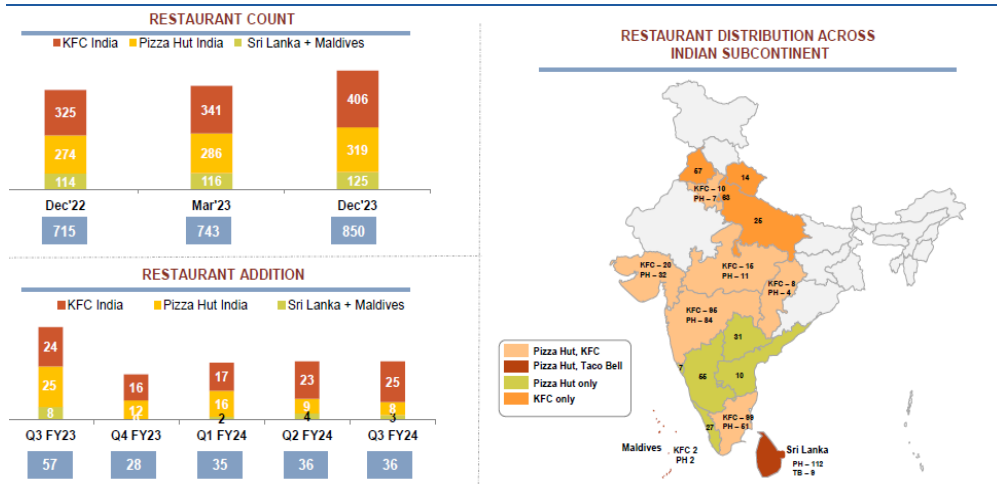 RESTAURANT COUNT
KFC India Pizza Hut India Sri Lanka + Maldives
325 341 406
274 286 319
114 116 125
Dec'22 Mar'23 Dec'23
715 743 850
RESTAURANT ADDITION
KFC India Pizza Hut India Sri Lanka + Maldives
24 16 17 23 25
25 12 16 9 8
8 2 4 3
Q3 FY23 Q4 FY23 Q1 FY24 Q2 FY24 Q3 FY24
57 28 35 36 36
RESTAURANT DISTRIBUTION ACROSS
INDIAN SUBCONTINENT
57
14
KFC – 10
PH – 7
63
25
KFC – 20
PH – 32
KFC – 15
PH – 11
KFC – 8
PH – 4
KFC – 95
PH – 84
31
7
55
10
27
KFC – 99
PH – 61
Pizza Hut, KFC
Pizza Hut, Taco Bell
Pizza Hut only
KFC only
Maldives
KFC 2
PH 2
Sri Lanka
PH – 112
TB – 9